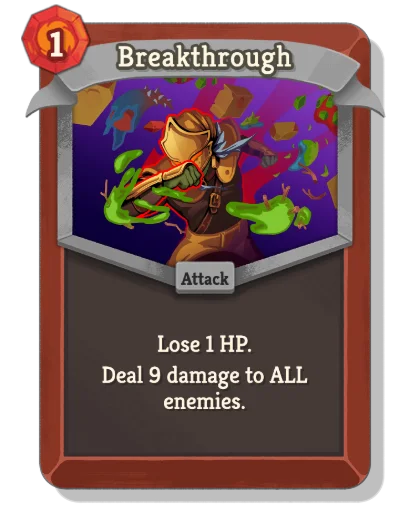 1
Breakthrough
Attack
Lose 1 HP.
Deal 9 damage to ALL
enemies.